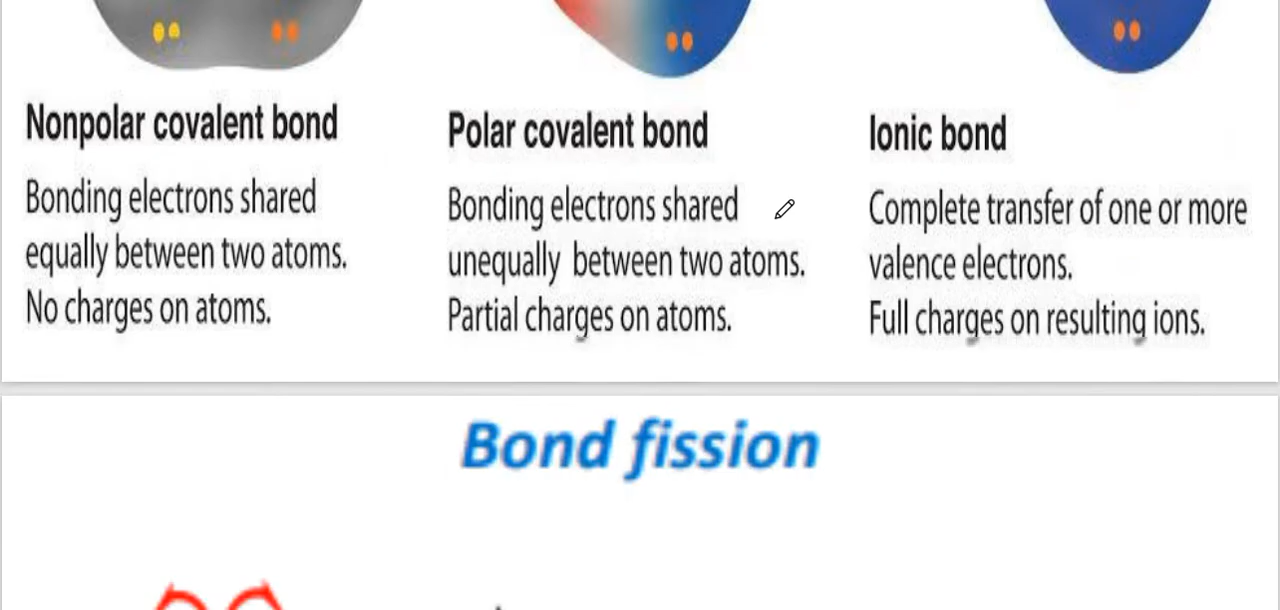 Nonpolar covalent bond
Bonding electrons shared
equally between two atoms.
No charges on atoms.
Polar covalent bond
Bonding electrons shared
unequally between two atoms.
Partial charges on atoms.
Ionic bond
Complete transfer of one or more
valence electrons.
Full charges on resulting ions.
Bond fission